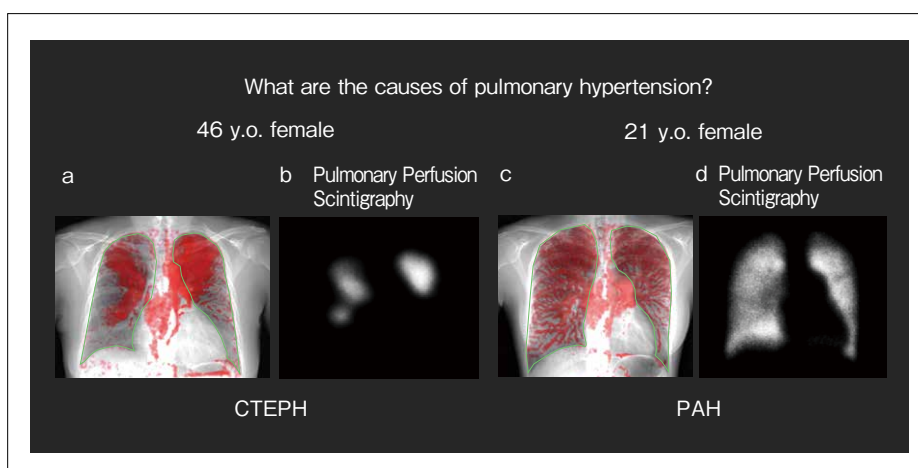 What are the causes of pulmonary hypertension?
46 y.o. female
21 y.o. female
a
b Pulmonary Perfusion
Scintigraphy
c
d Pulmonary Perfusion
Scintigraphy
CTEPH
PAH